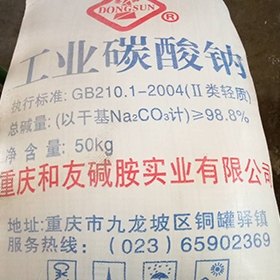 DONGSUN®
工业碳酸钠
执行标准: GB210.1-2004(Ⅱ类轻质)
总碱量: (以干基Na₂CO₃计)≥98.8%
净含量: 50kg
重庆和友碱胺实业有限公司
地址: 重庆市九龙坡区铜罐驿镇
服务热线: (023) 65902369